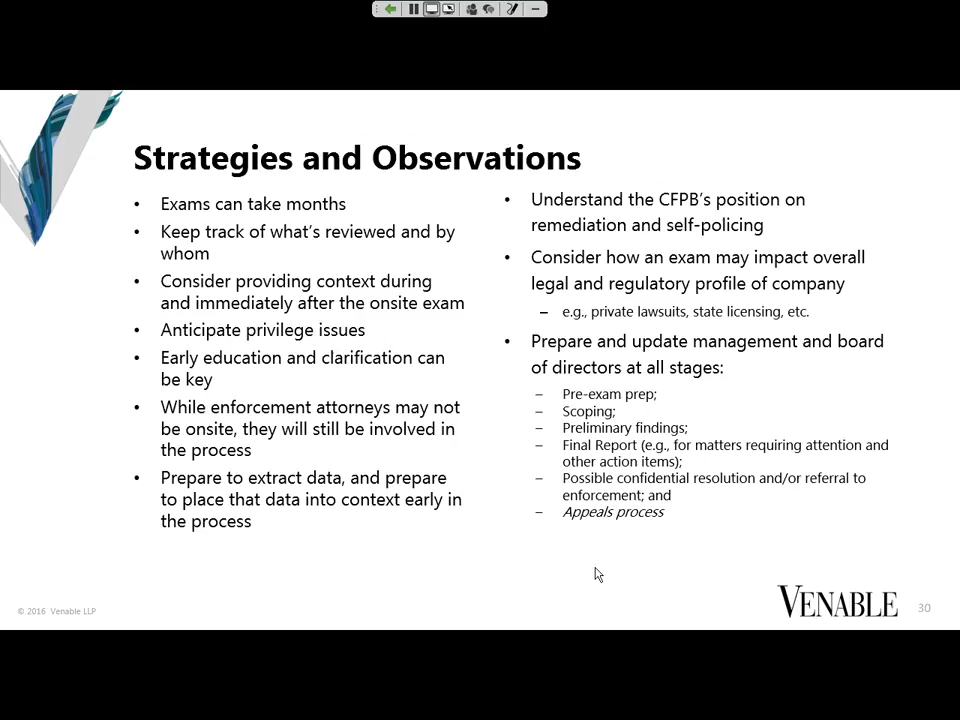 Strategies and Observations
• Exams can take months
• Keep track of what's reviewed and by
whom
• Consider providing context during
and immediately after the onsite exam
• Anticipate privilege issues
• Early education and clarification can
be key
• While enforcement attorneys may not
be onsite, they will still be involved in
the process
• Prepare to extract data, and prepare
to place that data into context early in
the process
• Understand the CFPB's position on
remediation and self-policing
• Consider how an exam may impact overall
legal and regulatory profile of company
– e.g., private lawsuits, state licensing, etc.
• Prepare and update management and board
of directors at all stages:
– Pre-exam prep;
– Scoping;
– Preliminary findings;
– Final Report (e.g., for matters requiring attention and
other action items);
– Possible confidential resolution and/or referral to
enforcement; and
– Appeals process
© 2016 Venable LLP
VENABLE
30